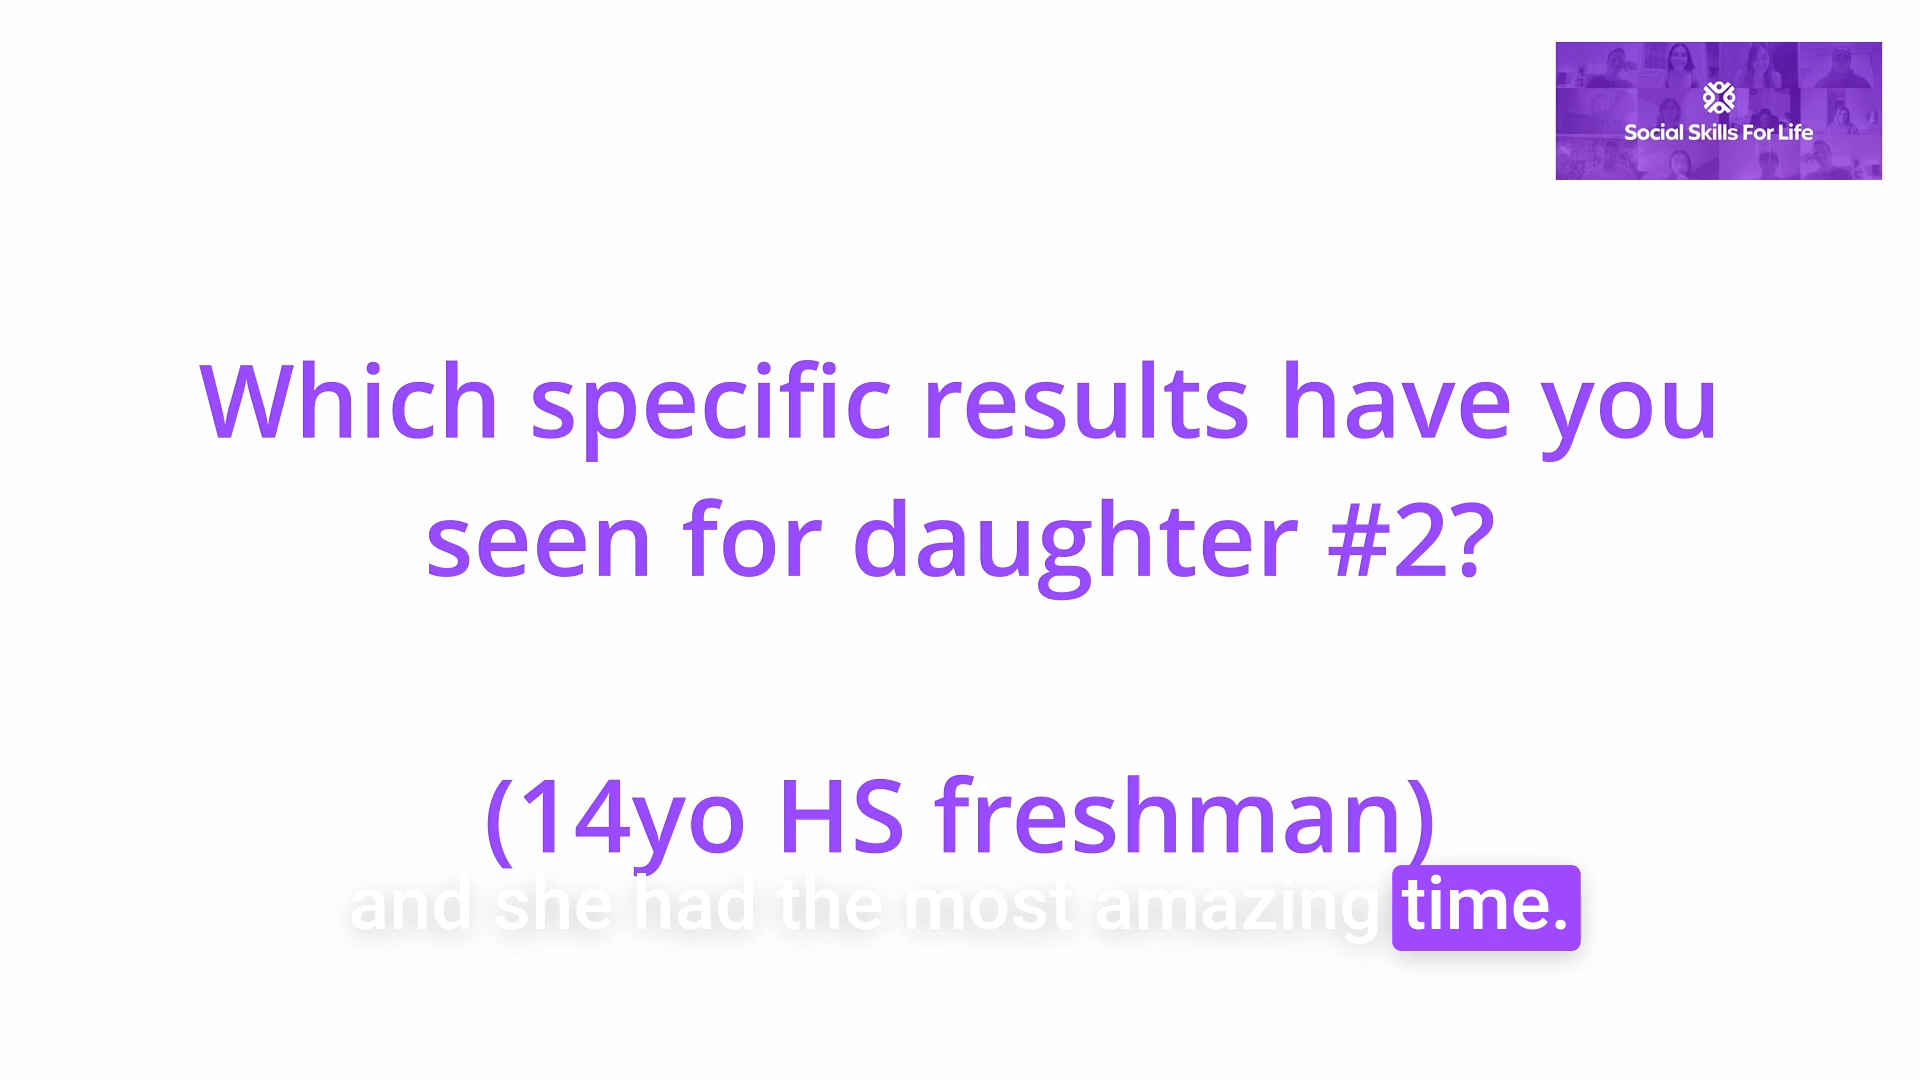 Social Skills For Life
Which specific results have you
seen for daughter #2?
(14yo HS freshman)
and she had the most amazing time.